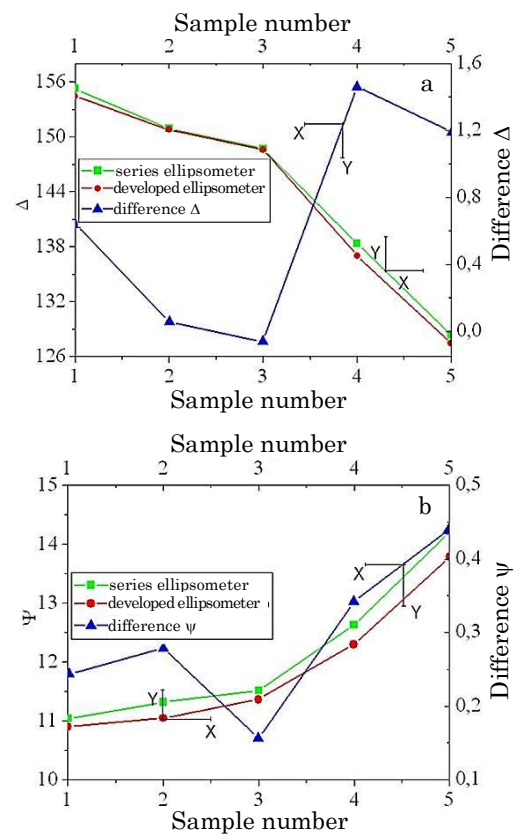 Sample number
1 2 3 4 5
156
150
144
138
132
126
Δ
a
1,6
1,2
0,8
0,4
0,0
Difference Δ
X
Y
Y
X
series ellipsometer
developed ellipsometer
difference Δ
1 2 3 4 5
Sample number
Sample number
1 2 3 4 5
15
14
13
12
11
10
Ψ
b
0,5
0,4
0,3
0,2
0,1
Difference ψ
X
Y
series ellipsometer
developed ellipsometer
difference ψ
Y
X
1 2 3 4 5
Sample number